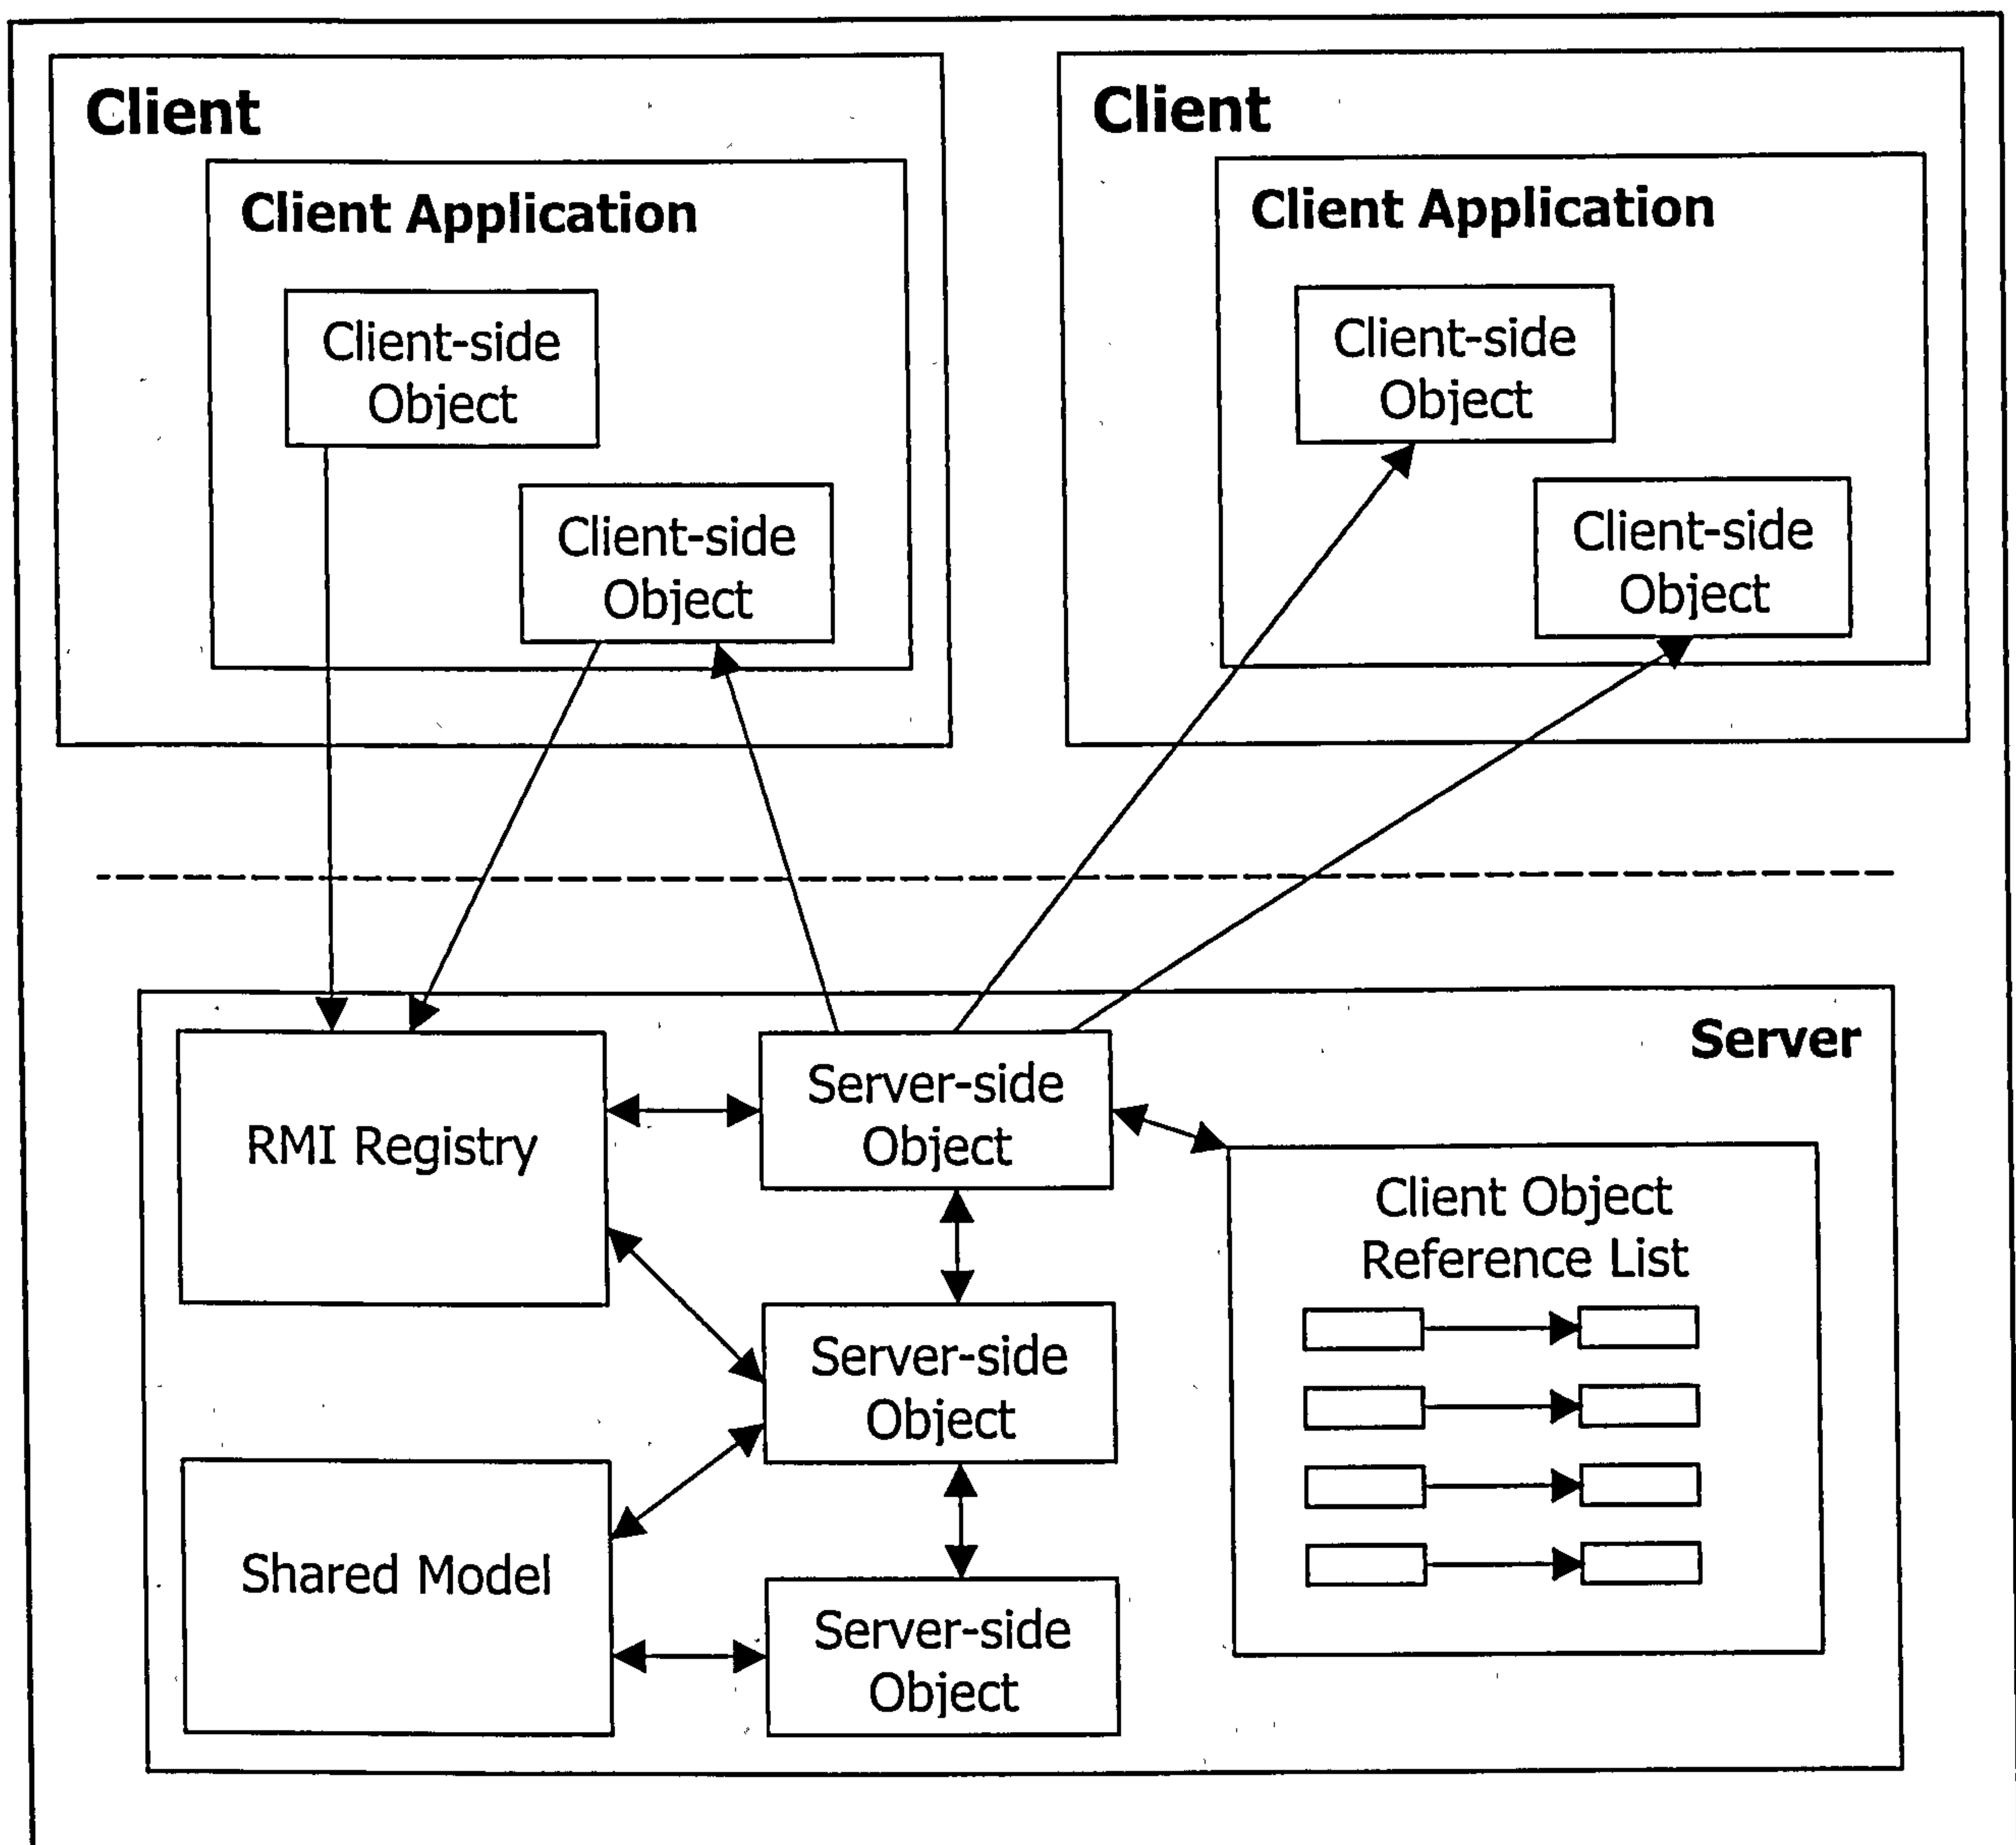 Client
Client Application
Client-side
Object
Client-side
Object
Client
Client Application
Client-side
Object
Client-side
Object
Server
RMI Registry
Server-side
Object
Client Object
Reference List
Server-side
Object
Shared Model
Server-side
Object